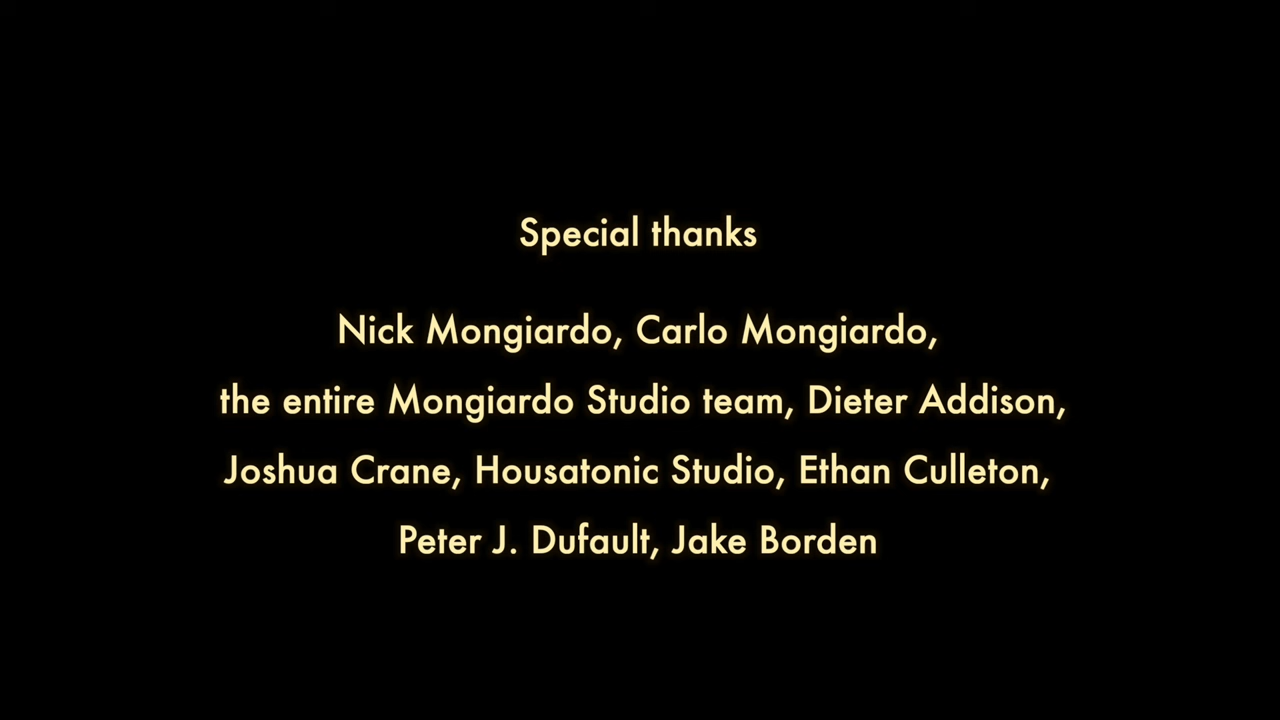 Special thanks
Nick Mongiardo, Carlo Mongiardo,
the entire Mongiardo Studio team, Dieter Addison,
Joshua Crane, Housatonic Studio, Ethan Culleton,
Peter J. Dufault, Jake Borden